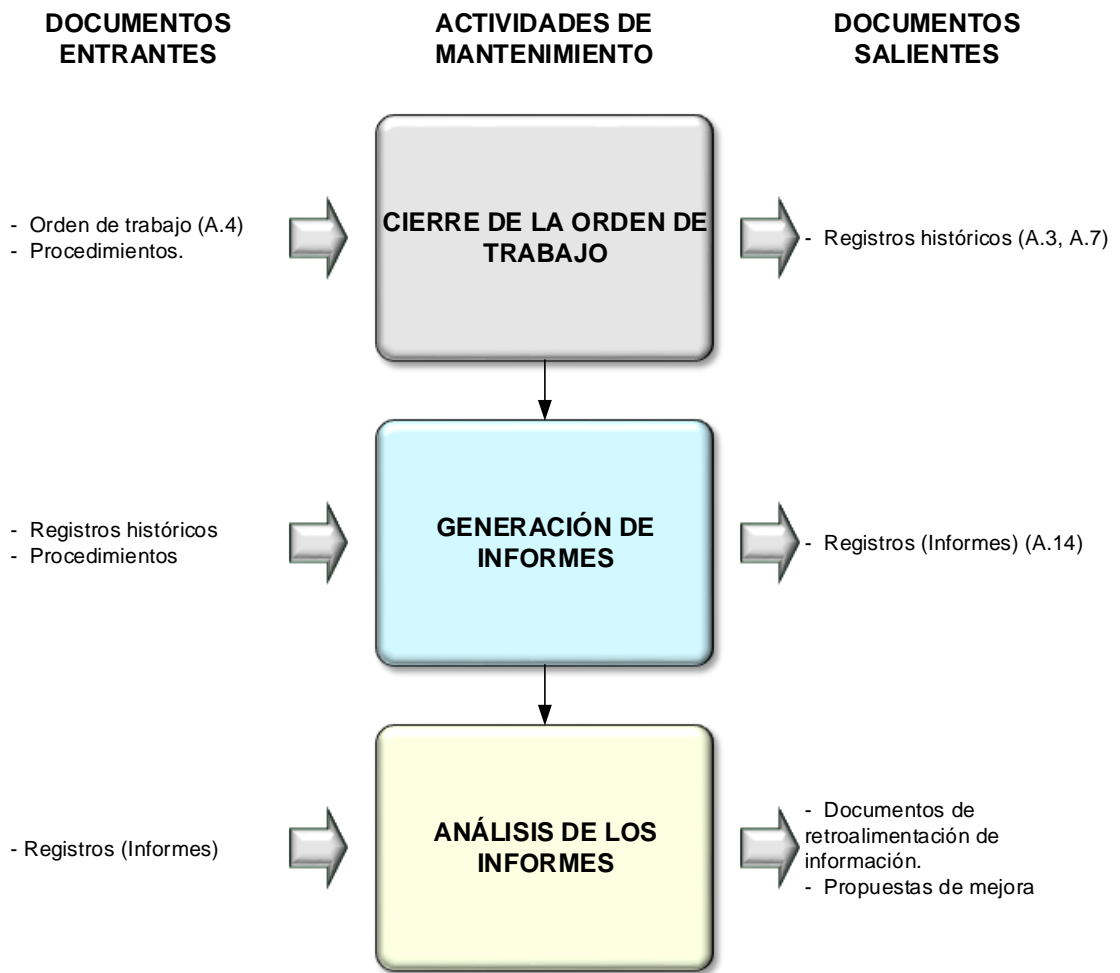 DOCUMENTOS
ENTRANTES
ACTIVIDADES DE
MANTENIMIENTO
DOCUMENTOS
SALIENTES
- Orden de trabajo (A.4)
- Procedimientos.
CIERRE DE LA ORDEN DE
TRABAJO
- Registros históricos (A.3, A.7)
- Registros históricos
- Procedimientos
GENERACIÓN DE
INFORMES
- Registros (Informes) (A.14)
- Registros (Informes)
ANÁLISIS DE LOS
INFORMES
- Documentos de
retroalimentación de
información.
- Propuestas de mejora